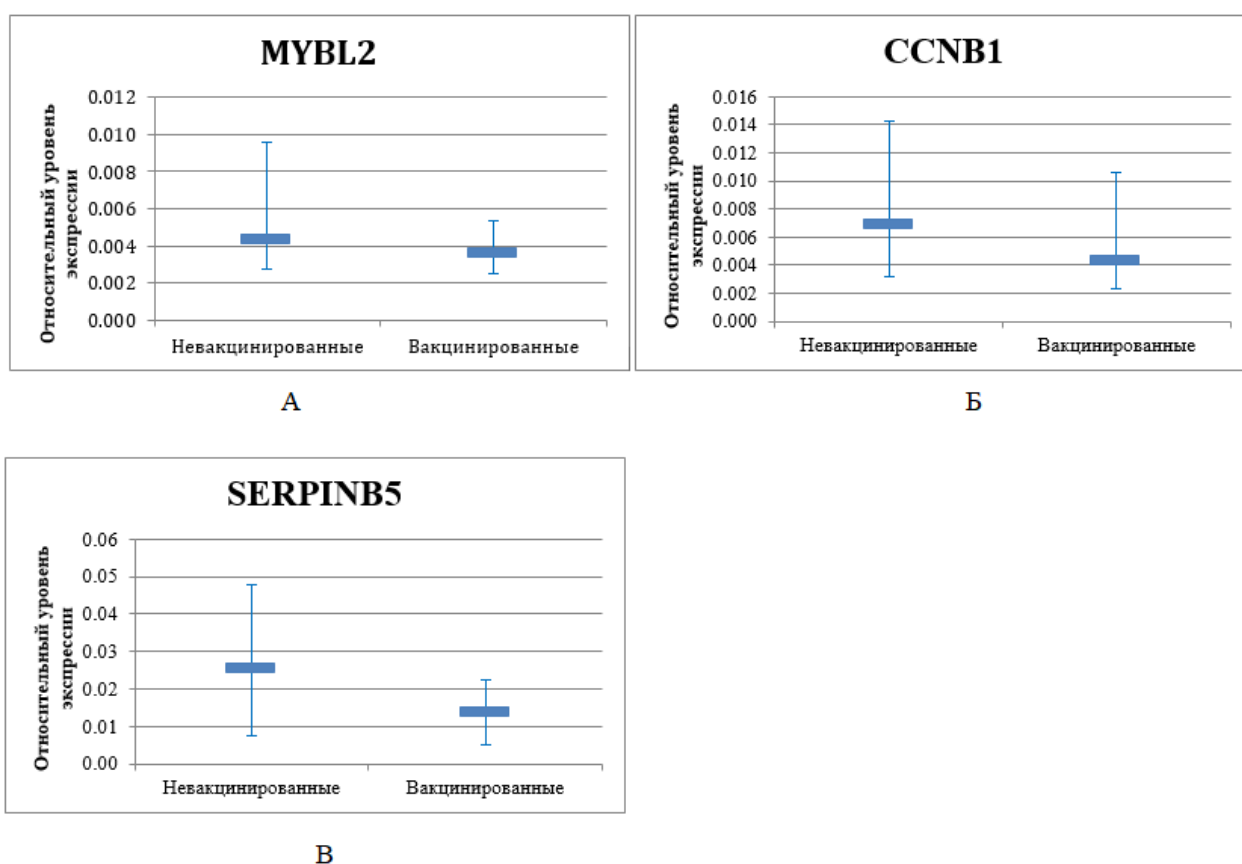 MYBL2
Относительный уровень
экспрессии
0.012
0.010
0.008
0.006
0.004
0.002
0.000
Невакцинированные
Вакцинированные
А
CCNB1
Относительный уровень
экспрессии
0.016
0.014
0.012
0.010
0.008
0.006
0.004
0.002
0.000
Невакцинированные
Вакцинированные
Б
SERPINB5
Относительный уровень
экспрессии
0.06
0.05
0.04
0.03
0.02
0.01
0.00
Невакцинированные
Вакцинированные
В